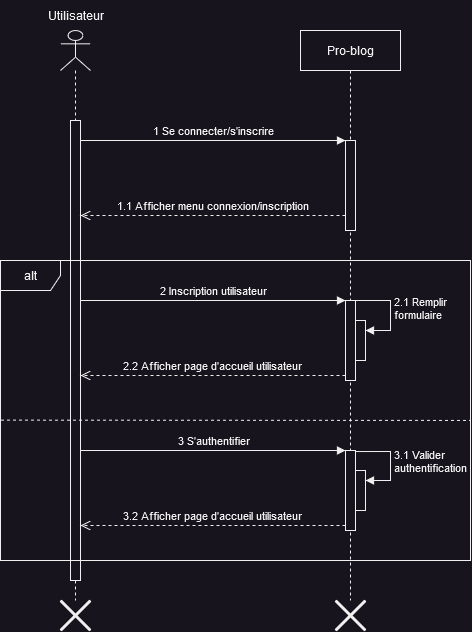 Utilisateur
Pro-blog
1 Se connecter/s'inscrire
1.1 Afficher menu connexion/inscription
alt
2 Inscription utilisateur
2.1 Remplir
formulaire
2.2 Afficher page d'accueil utilisateur
3 S'authentifier
3.1 Valider
authentification
3.2 Afficher page d'accueil utilisateur